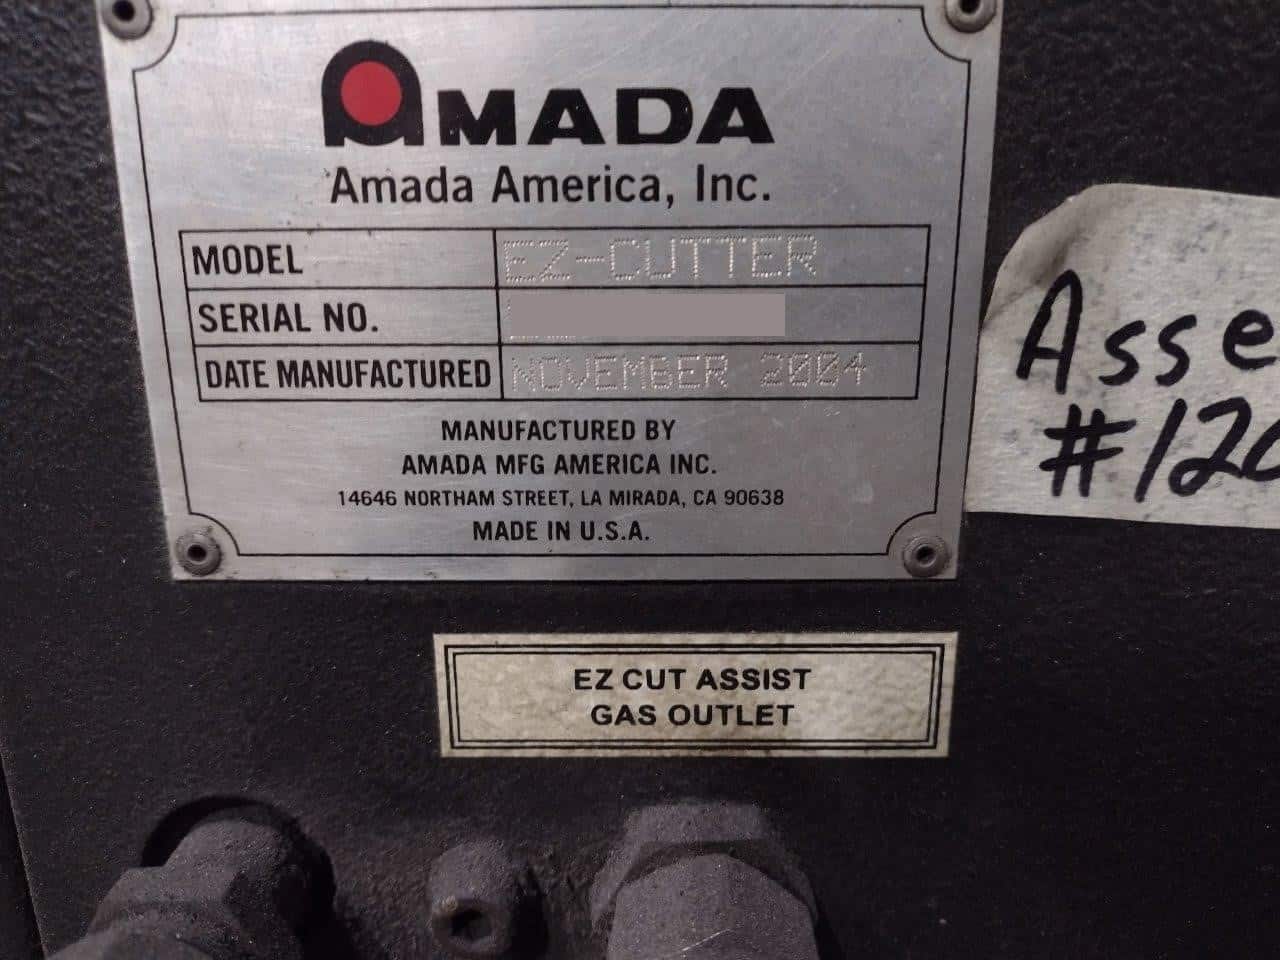 AMADA
Amada America, Inc.
MODEL EZ-CUTTER
SERIAL NO.
DATE MANUFACTURED NOVEMBER 2004
MANUFACTURED BY
AMADA MFG AMERICA INC.
14646 NORTHAM STREET, LA MIRADA, CA 90638
MADE IN U.S.A.
Asse
#120
EZ CUT ASSIST
GAS OUTLET